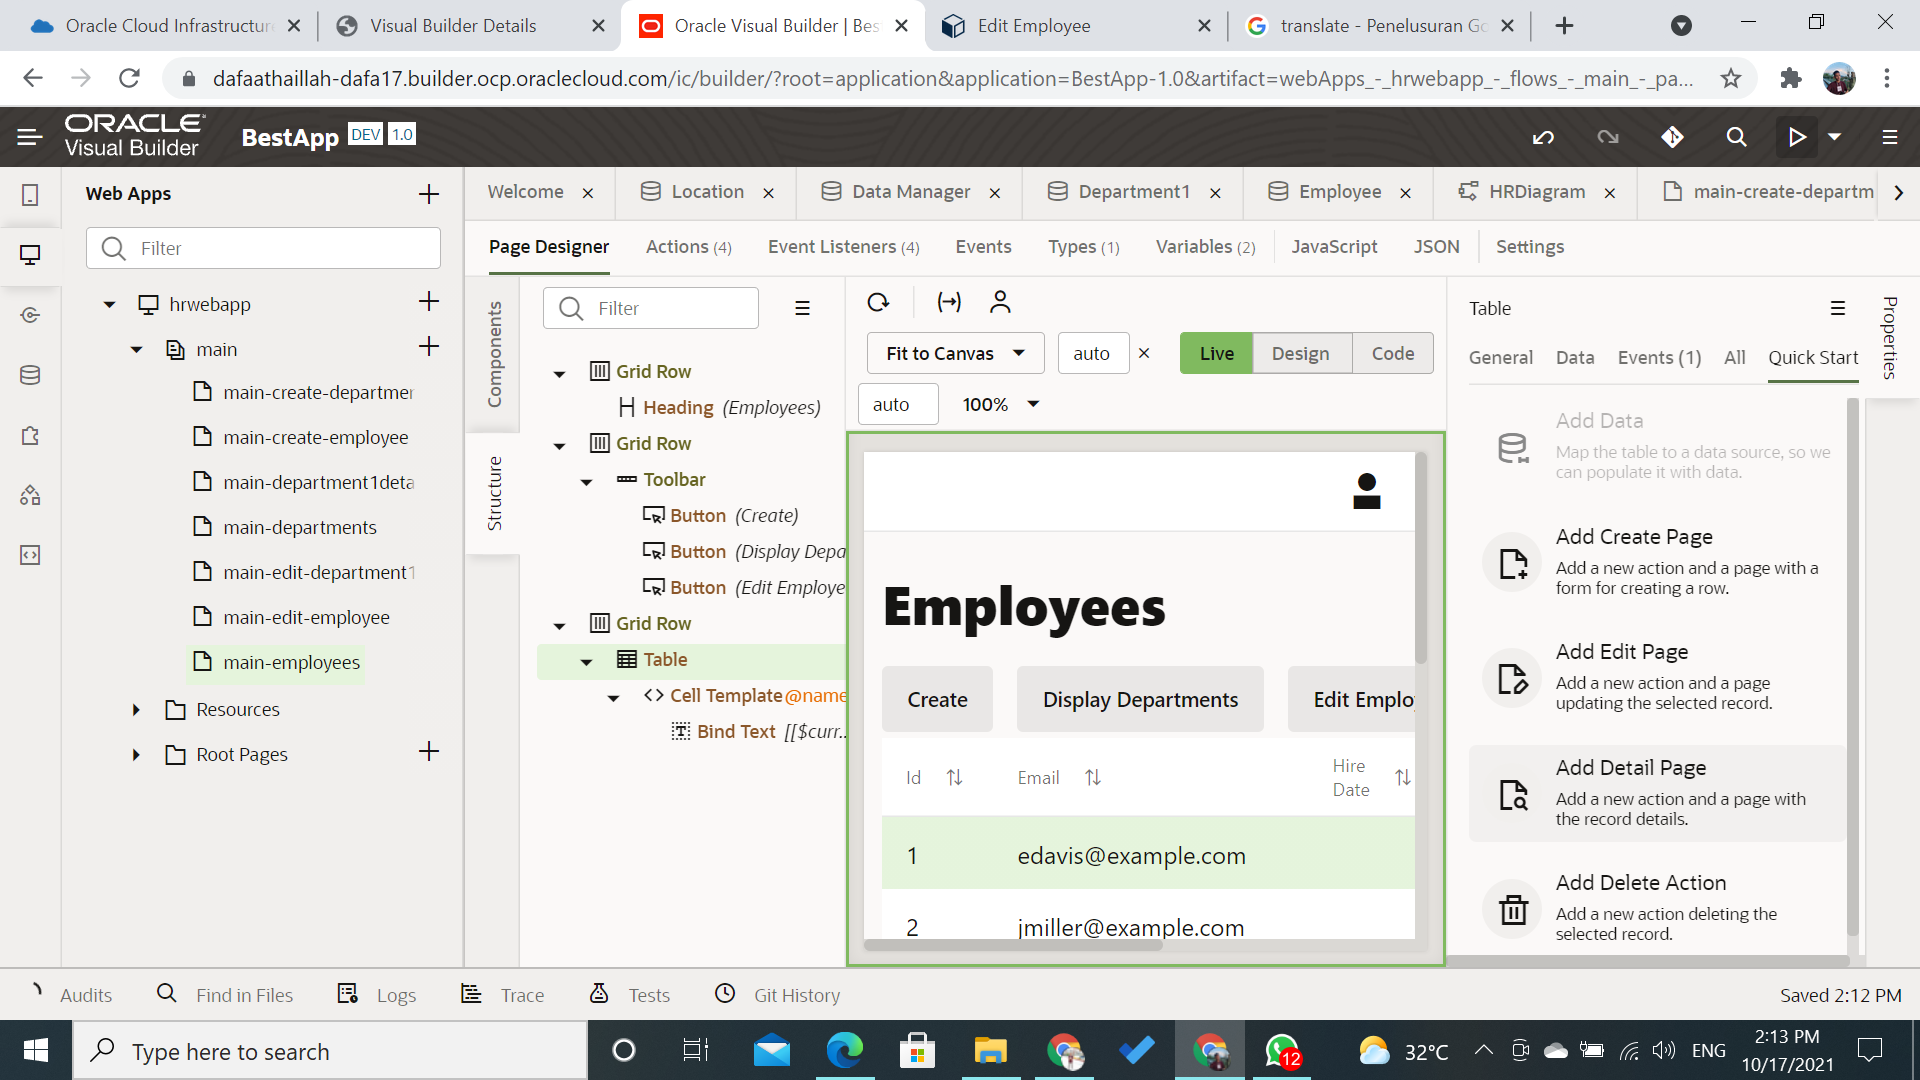 Oracle Cloud Infrastructure
Visual Builder Details
Oracle Visual Builder | Bes
Edit Employee
translate - Penelusuran Go
dafaathaillah-dafa17.builder.ocp.oraclecloud.com/ic/builder/?root=application&application=BestApp-1.0&artifact=webApps_-_hrwebapp_-_flows_-_main_-_pa...
ORACLE
Visual Builder
BestApp DEV 1.0
Web Apps
Filter
hrwebapp
main
main-create-departmen
main-create-employee
main-department1deta
main-departments
main-edit-department1
main-edit-employee
main-employees
Resources
Root Pages
Welcome
Location
Data Manager
Department1
Employee
HRDiagram
main-create-departm
Page Designer
Actions (4)
Event Listeners (4)
Events
Types (1)
Variables (2)
JavaScript
JSON
Settings
Components
Structure
Filter
Grid Row
Heading (Employees)
Grid Row
Toolbar
Button (Create)
Button (Display Depa
Button (Edit Employe
Grid Row
Table
Cell Template @name
Bind Text [[$curr..
Fit to Canvas
auto
Live
Design
Code
auto
100%
Employees
Create
Display Departments
Edit Employ
Id
Email
Hire
Date
1
edavis@example.com
2
jmiller@example.com
Table
Properties
General
Data
Events (1)
All
Quick Start
Add Data
Map the table to a data source, so we
can populate it with data.
Add Create Page
Add a new action and a page with a
form for creating a row.
Add Edit Page
Add a new action and a page
updating the selected record.
Add Detail Page
Add a new action and a page with
the record details.
Add Delete Action
Add a new action deleting the
selected record.
Audits
Find in Files
Logs
Trace
Tests
Git History
Saved 2:12 PM
Type here to search
12
32°C
ENG
2:13 PM
10/17/2021